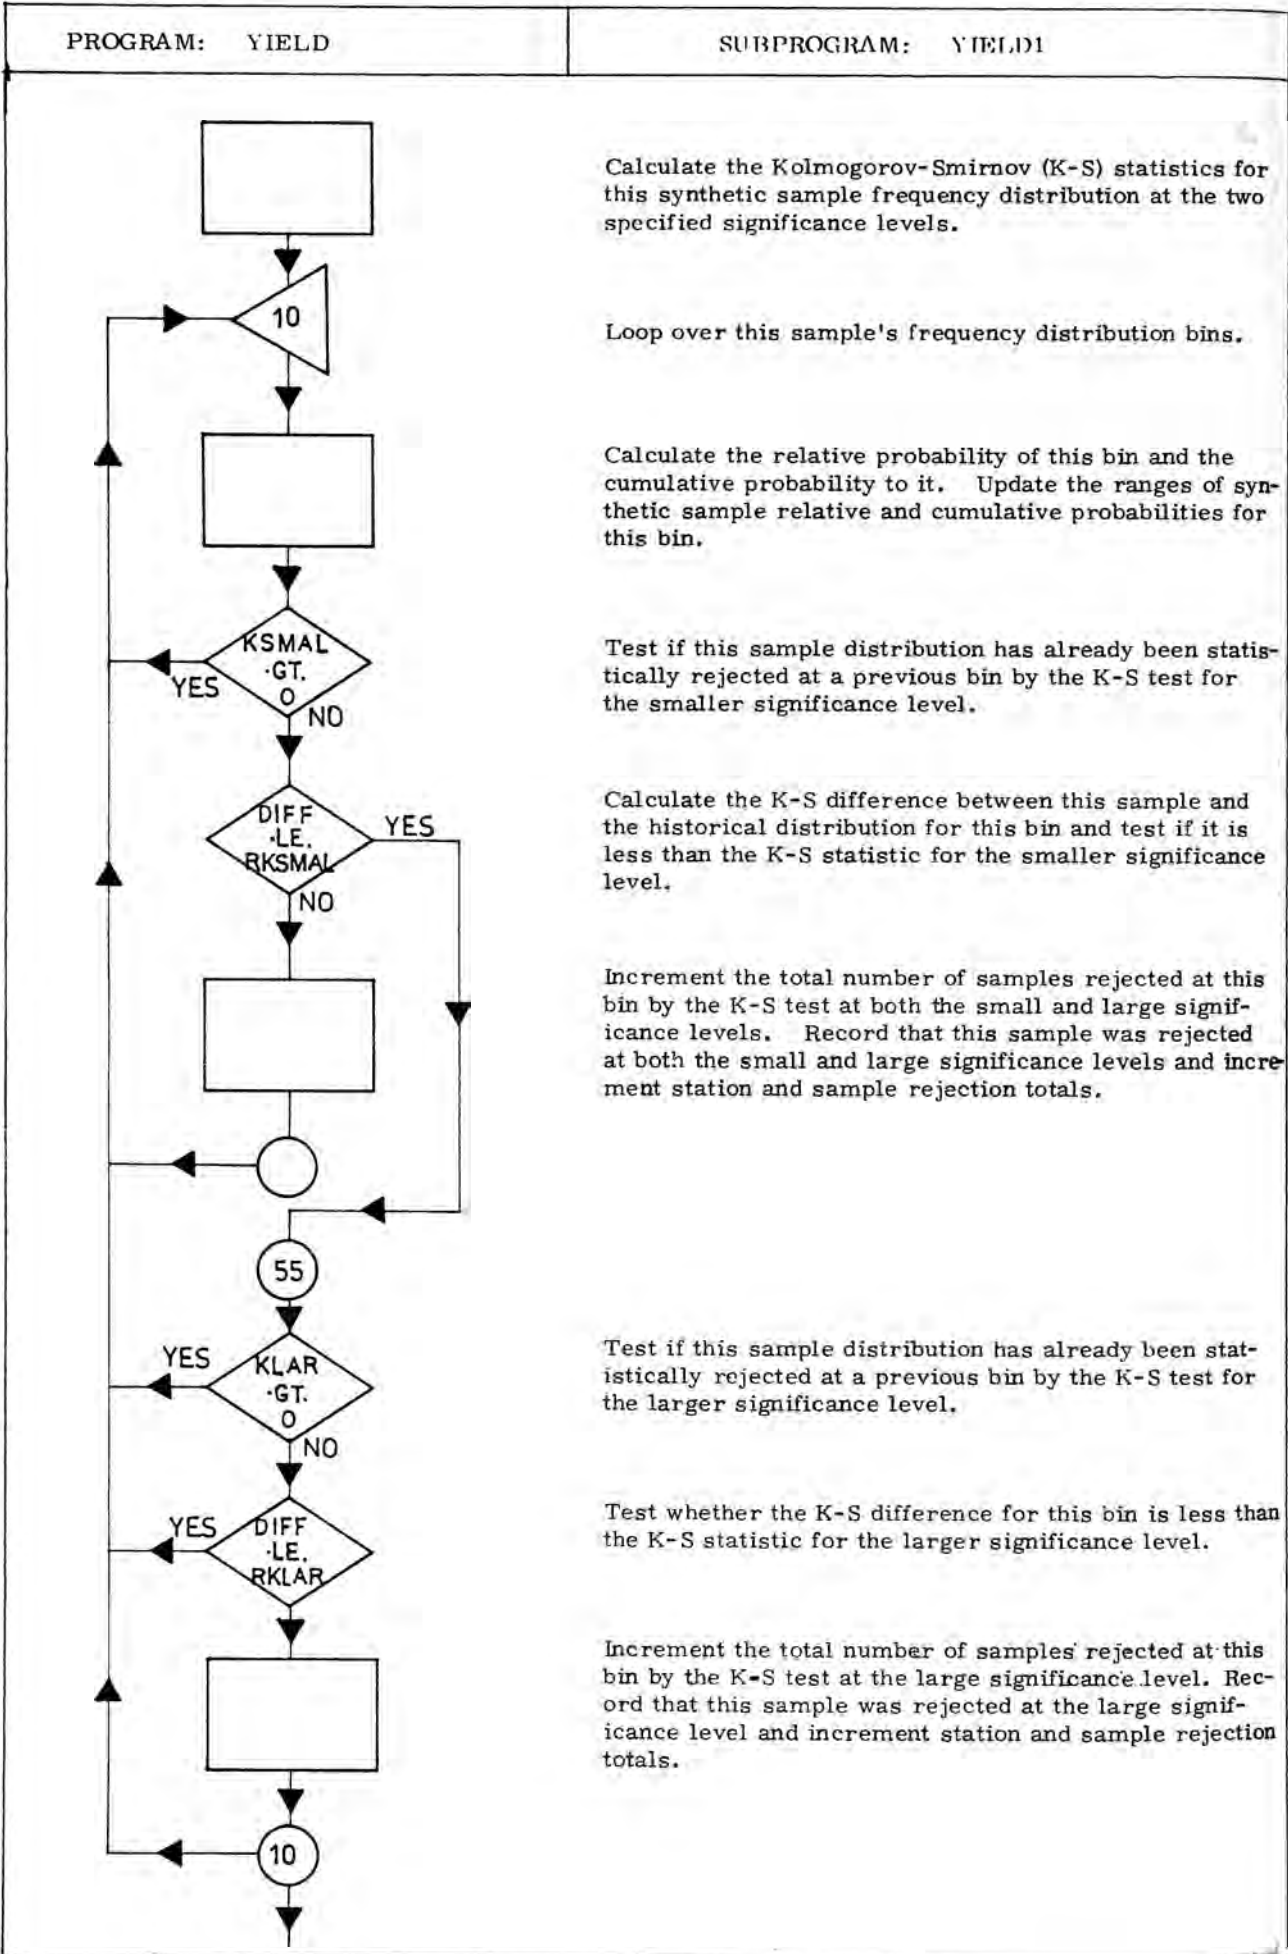 PROGRAM: YIELD
SUBPROGRAM: YIELD1
Calculate the Kolmogorov-Smirnov (K-S) statistics for
this synthetic sample frequency distribution at the two
specified significance levels.
10
Loop over this sample's frequency distribution bins.
Calculate the relative probability of this bin and the
cumulative probability to it. Update the ranges of syn-
thetic sample relative and cumulative probabilities for
this bin.
KSMAL
.GT.
0
YES
NO
Test if this sample distribution has already been statis-
tically rejected at a previous bin by the K-S test for
the smaller significance level.
DIFF
.LE.
RKSMAL
YES
NO
Calculate the K-S difference between this sample and
the historical distribution for this bin and test if it is
less than the K-S statistic for the smaller significance
level.
Increment the total number of samples rejected at this
bin by the K-S test at both the small and large signif-
icance levels. Record that this sample was rejected
at both the small and large significance levels and incre-
ment station and sample rejection totals.
55
YES
KLAR
.GT.
0
NO
Test if this sample distribution has already been stat-
istically rejected at a previous bin by the K-S test for
the larger significance level.
YES
DIFF
.LE.
RKLAR
Test whether the K-S difference for this bin is less than
the K-S statistic for the larger significance level.
Increment the total number of samples rejected at this
bin by the K-S test at the large significance level. Rec-
ord that this sample was rejected at the large signif-
icance level and increment station and sample rejection
totals.
10